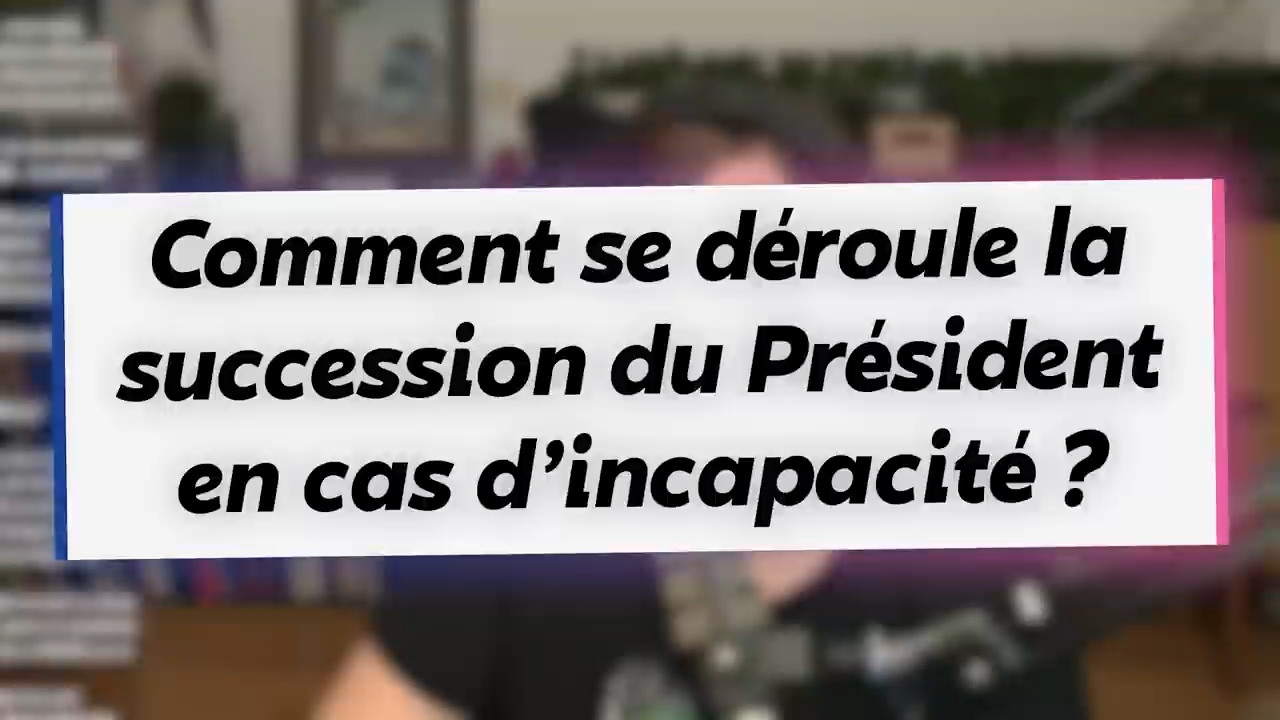 Comment se déroule la
succession du Président
en cas d’incapacité ?